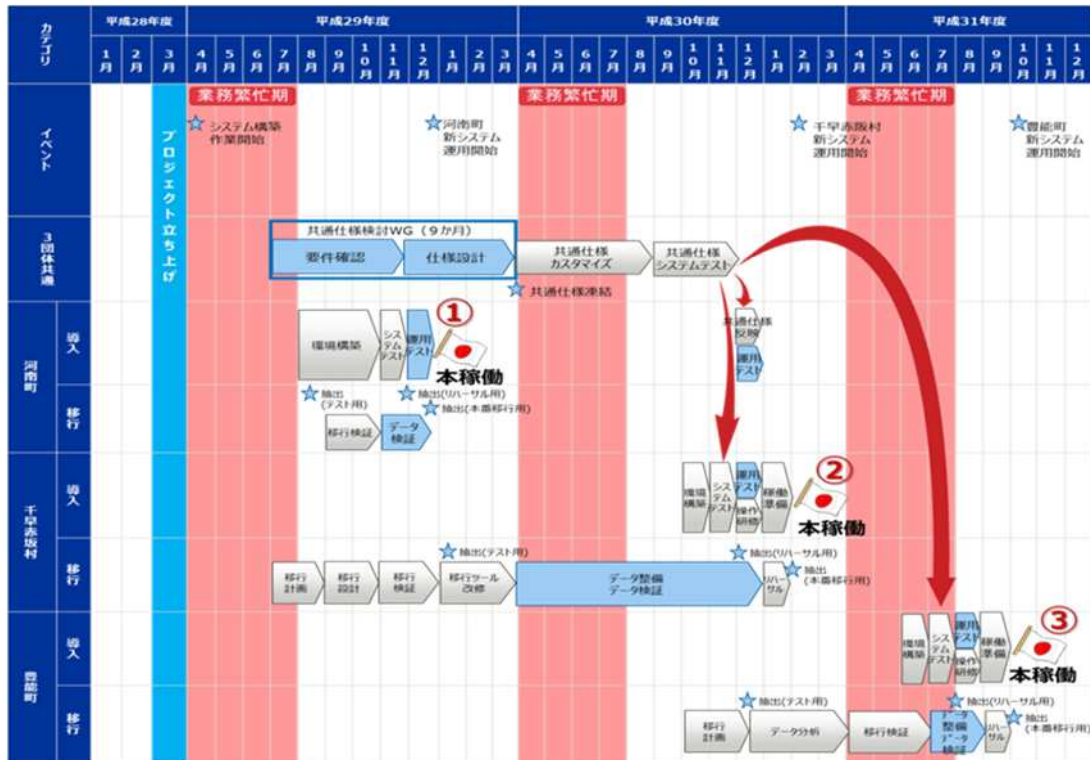 カテゴリ
平成28年度
平成29年度
平成30年度
平成31年度
1月
2月
3月
4月
5月
6月
7月
8月
9月
10月
11月
12月
1月
2月
3月
4月
5月
6月
7月
8月
9月
10月
11月
12月
1月
2月
3月
4月
5月
6月
7月
8月
9月
10月
11月
12月
イベント
業務繁忙期
業務繁忙期
業務繁忙期
プロジェクト立ち上げ
システム構築
作業開始
河南町
新システム
運用開始
千早赤坂村
新システム
運用開始
豊能町
新システム
運用開始
3団体共通
共通仕様検討WG(9か月)
要件確認
仕様設計
共通仕様
カスタマイズ
共通仕様
システムテスト
共通仕様凍結
河南町
導入
環境構築
システムテスト
運用
テスト
①
本稼働
共通仕様
反映
運用
テスト
移行
抽出
(テスト用)
抽出(リハーサル用)
抽出(本番移行用)
移行検証
データ
検証
千早赤坂村
導入
環境構築
システムテスト
運用
テスト
操作
研修
稼働
準備
②
本稼働
移行
抽出(テスト用)
抽出(リハーサル用)
抽出
(本番移行用)
移行
計画
移行
設計
移行
検証
移行ツール
改修
データ整備
データ検証
リハーサル
豊能町
導入
環境構築
システムテスト
運用
テスト
操作
研修
稼働
準備
③
本稼働
移行
抽出(テスト用)
抽出(リハーサル用)
抽出
(本番移行用)
移行
計画
データ分析
移行検証
データ
整備
データ
検証
リハーサル